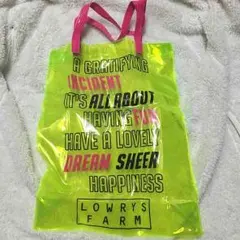 A GRATIFYING
INCIDENT
IT'S ALL ABOUT
HAVING FUN
HAVE A LOVELY
DREAM SHEER
HAPPINESS
LOWRYS
FARM